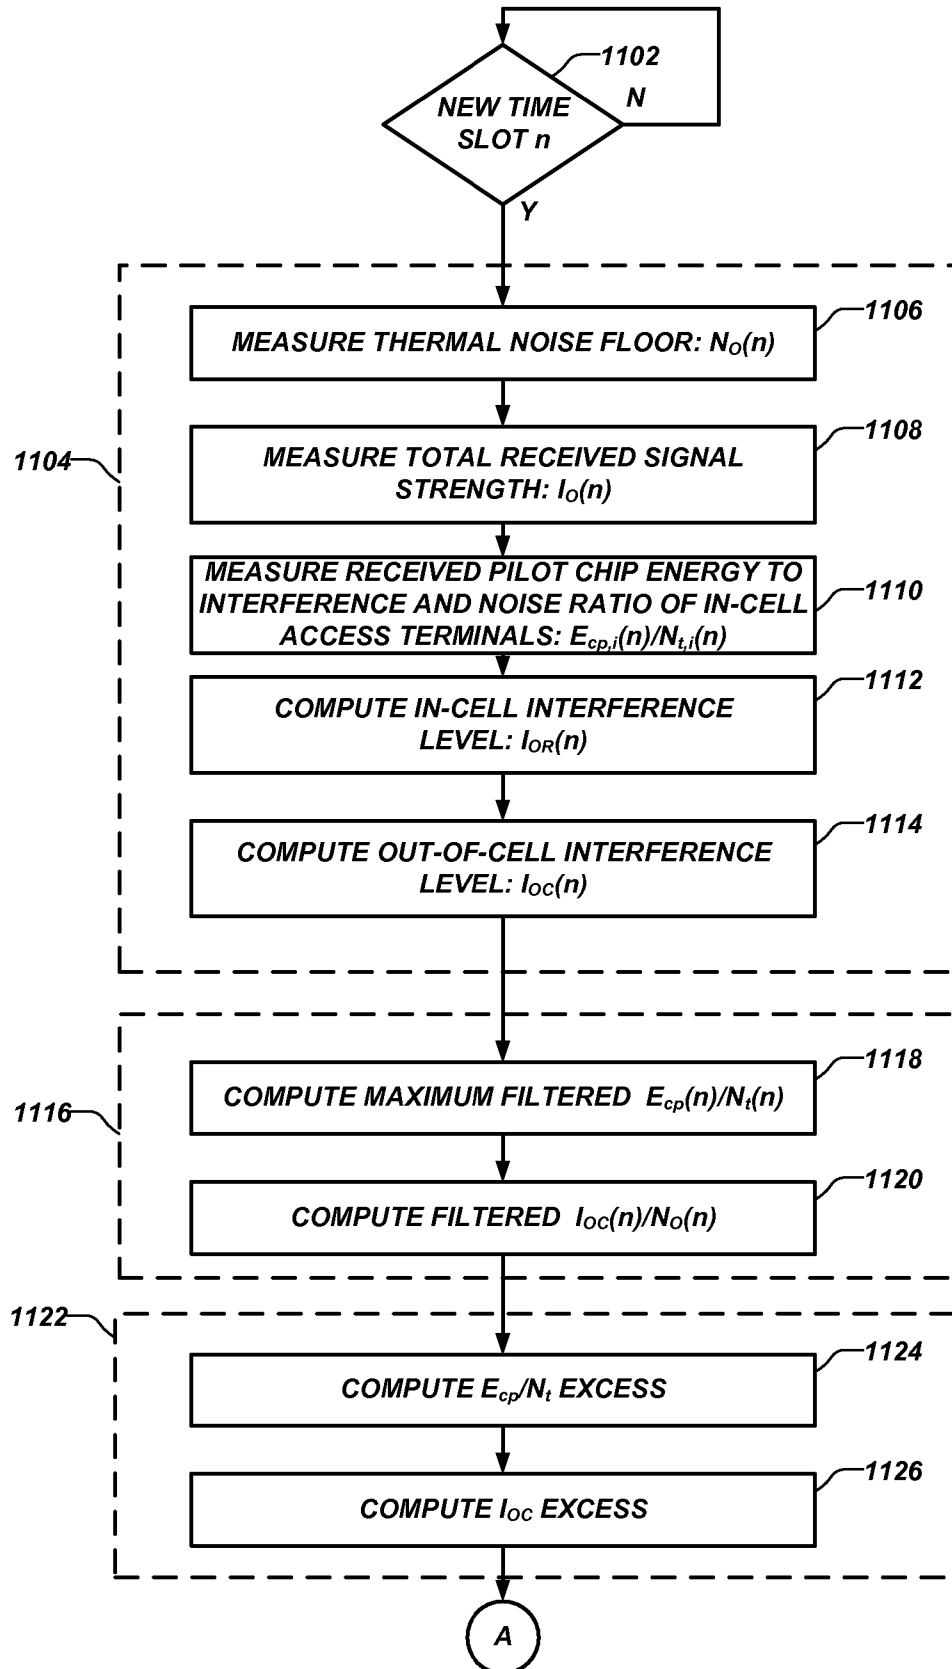 1102
N
NEW TIME
SLOT n
Y
1106
MEASURE THERMAL NOISE FLOOR: NO(n)
1108
1104
MEASURE TOTAL RECEIVED SIGNAL
STRENGTH: IO(n)
MEASURE RECEIVED PILOT CHIP ENERGY TO
INTERFERENCE AND NOISE RATIO OF IN-CELL
ACCESS TERMINALS: Ecp,i(n)/Nt,i(n)
1110
1112
COMPUTE IN-CELL INTERFERENCE
LEVEL: IOR(n)
1114
COMPUTE OUT-OF-CELL INTERFERENCE
LEVEL: IOC(n)
1118
COMPUTE MAXIMUM FILTERED Ecp(n)/Nt(n)
1116
1120
COMPUTE FILTERED IOC(n)/NO(n)
1122
1124
COMPUTE Ecp/Nt EXCESS
1126
COMPUTE IOC EXCESS
A